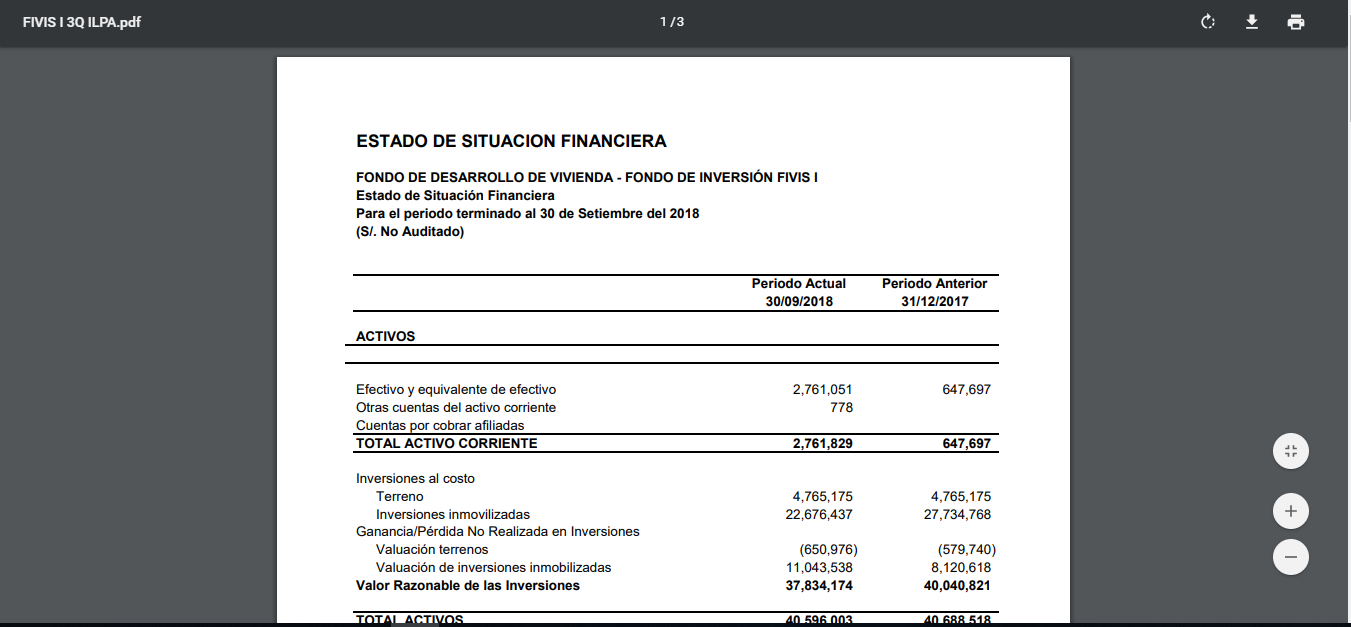 FIVIS I 3Q ILPA.pdf 1 / 3
ESTADO DE SITUACION FINANCIERA
FONDO DE DESARROLLO DE VIVIENDA - FONDO DE INVERSIÓN FIVIS I
Estado de Situación Financiera
Para el periodo terminado al 30 de Setiembre del 2018
(S/. No Auditado)
Periodo Actual Periodo Anterior
30/09/2018 31/12/2017
ACTIVOS
Efectivo y equivalente de efectivo 2,761,051 647,697
Otras cuentas del activo corriente 778
Cuentas por cobrar afiliadas
TOTAL ACTIVO CORRIENTE 2,761,829 647,697
Inversiones al costo
Terreno 4,765,175 4,765,175
Inversiones inmovilizadas 22,676,437 27,734,768
Ganancia/Pérdida No Realizada en Inversiones
Valuación terrenos (650,976) (579,740)
Valuación de inversiones inmobilizadas 11,043,538 8,120,618
Valor Razonable de las Inversiones 37,834,174 40,040,821
TOTAL ACTIVOS 40,596,003 40,688,518